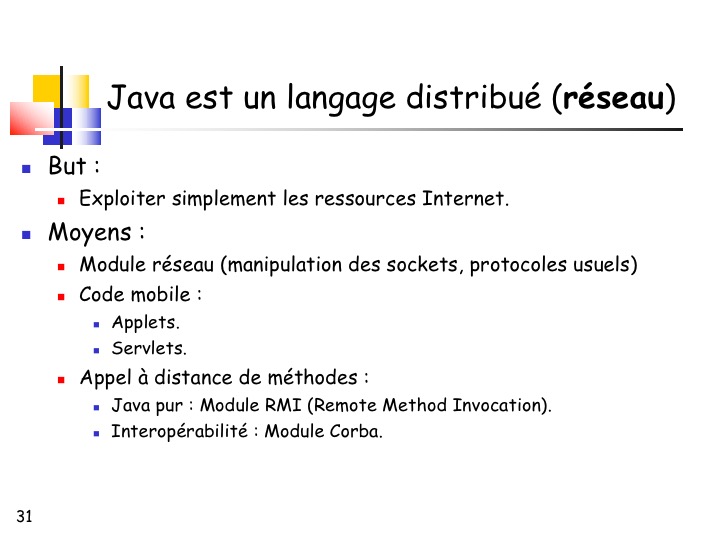 Java est un langage distribué (réseau)
But :
Exploiter simplement les ressources Internet.
Moyens :
Module réseau (manipulation des sockets, protocoles usuels)
Code mobile :
Applets.
Servlets.
Appel à distance de méthodes :
Java pur : Module RMI (Remote Method Invocation).
Interopérabilité : Module Corba.
31